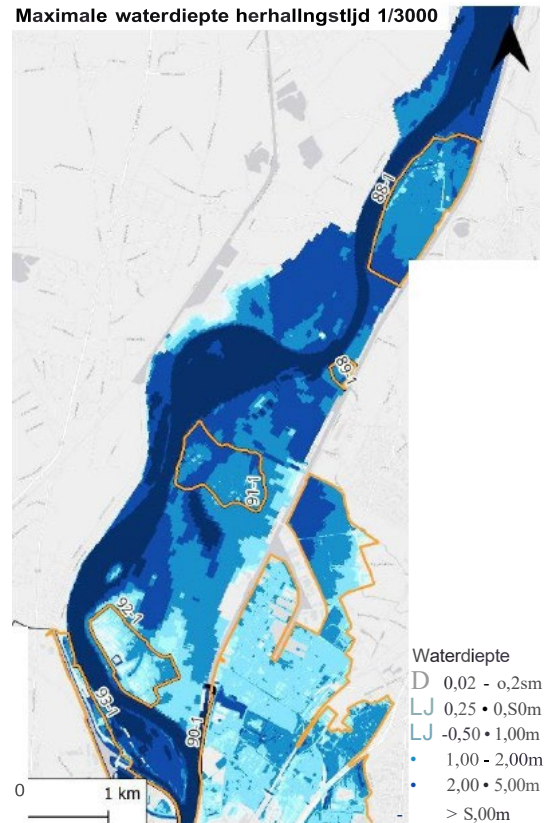 Maximale waterdiepte herhallngstljd 1/3000
88-1
89-1
91-1
92-1
93-1
90-1
Waterdiepte
D 0,02 - o,2sm
LJ 0,25 • 0,S0m
LJ -0,50 • 1,00m
• 1,00 - 2,00m
• 2,00 • 5,00m
> S,00m
0 1 km
-